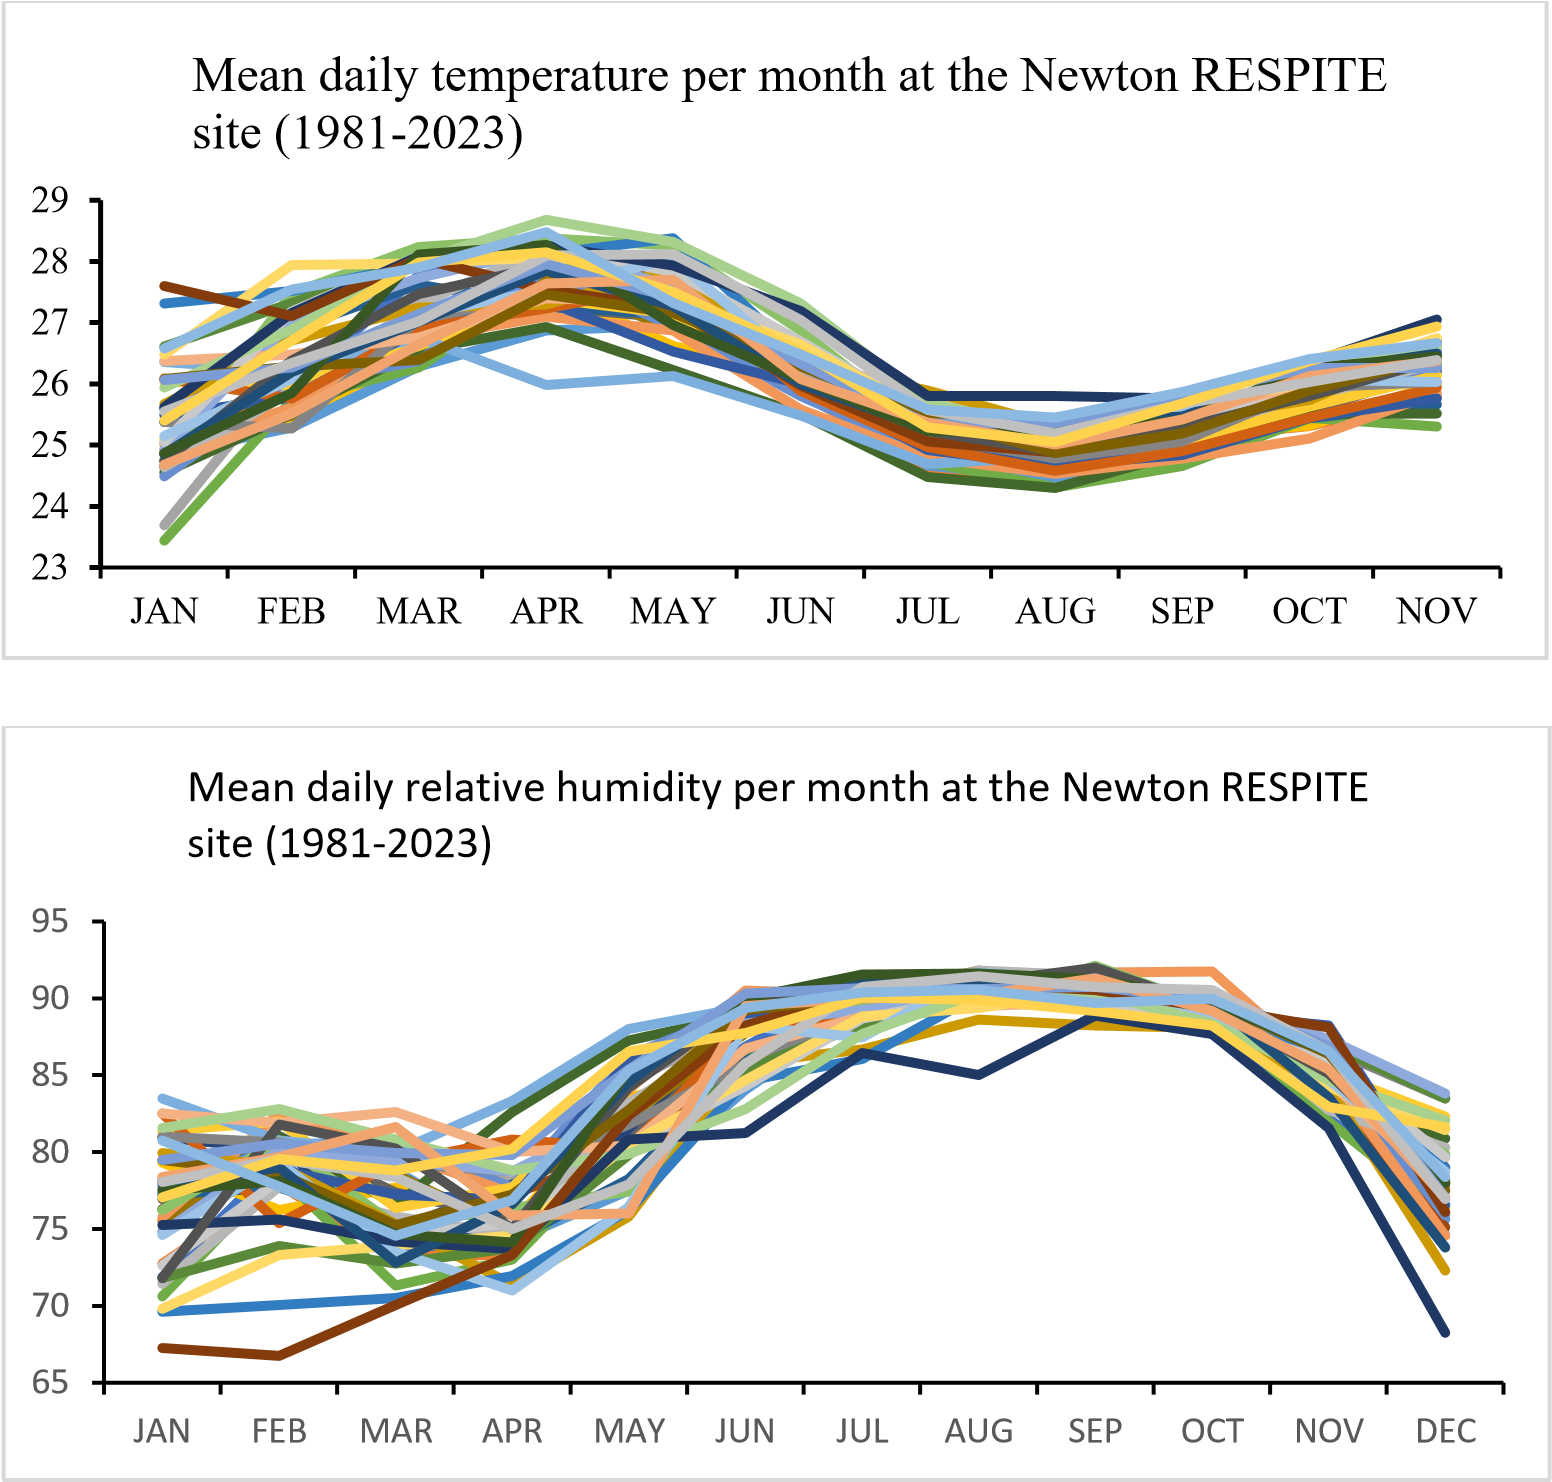 Mean daily temperature per month at the Newton RESPITE
site (1981-2023)
29
28
27
26
25
24
23
JAN FEB MAR APR MAY JUN JUL AUG SEP OCT NOV
Mean daily relative humidity per month at the Newton RESPITE
site (1981-2023)
95
90
85
80
75
70
65
JAN FEB MAR APR MAY JUN JUL AUG SEP OCT NOV DEC